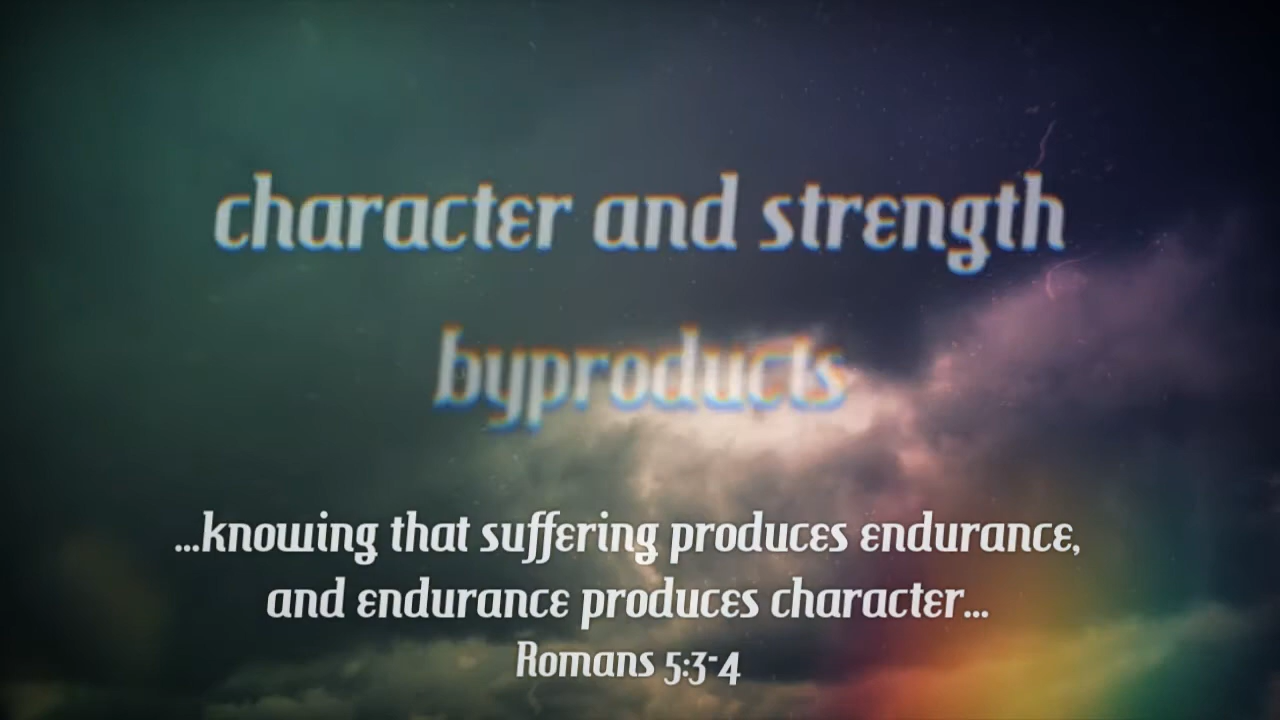 character and strength
byproducts
...knowing that suffering produces endurance,
and endurance produces character...
Romans 5:3-4